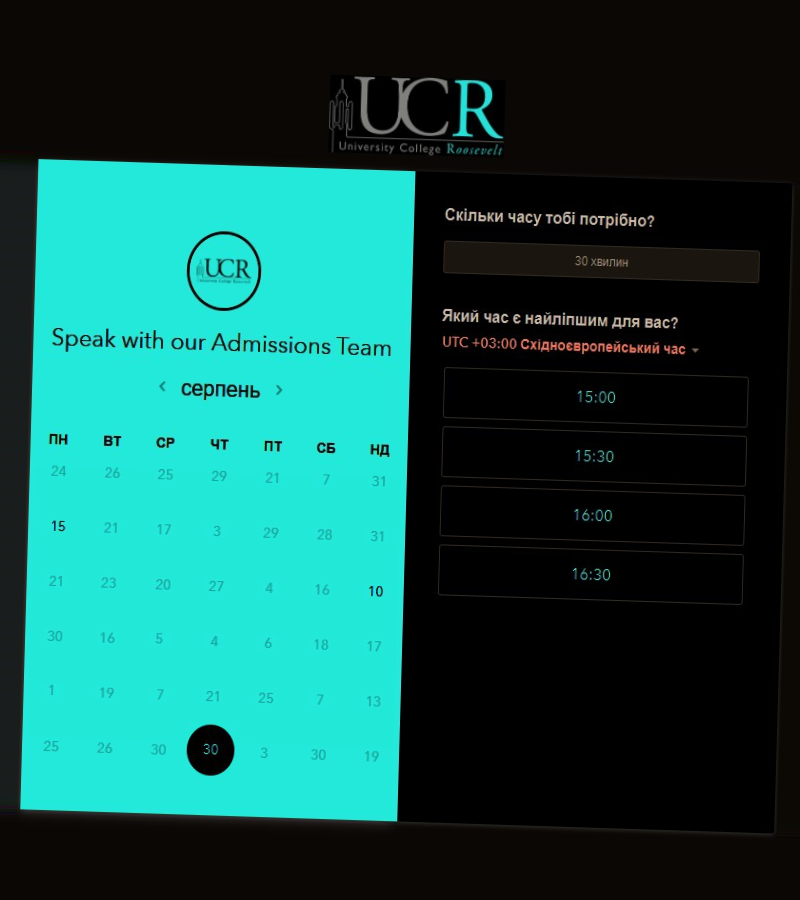 UCR
University College Roosevelt
UCR
University College Roosevelt
Speak with our Admissions Team
серпень
ПН ВТ СР ЧТ ПТ СБ НД
24 26 25 29 21 7 31
15 21 17 3 29 28 31
21 23 20 27 4 16 10
30 16 5 4 6 18 17
1 19 7 21 25 7 13
25 26 30 30 3 30 19
Скільки часу тобі потрібно?
30 хвилин
Який час є найліпшим для вас?
UTC +03:00 Східноєвропейський час
15:00
15:30
16:00
16:30